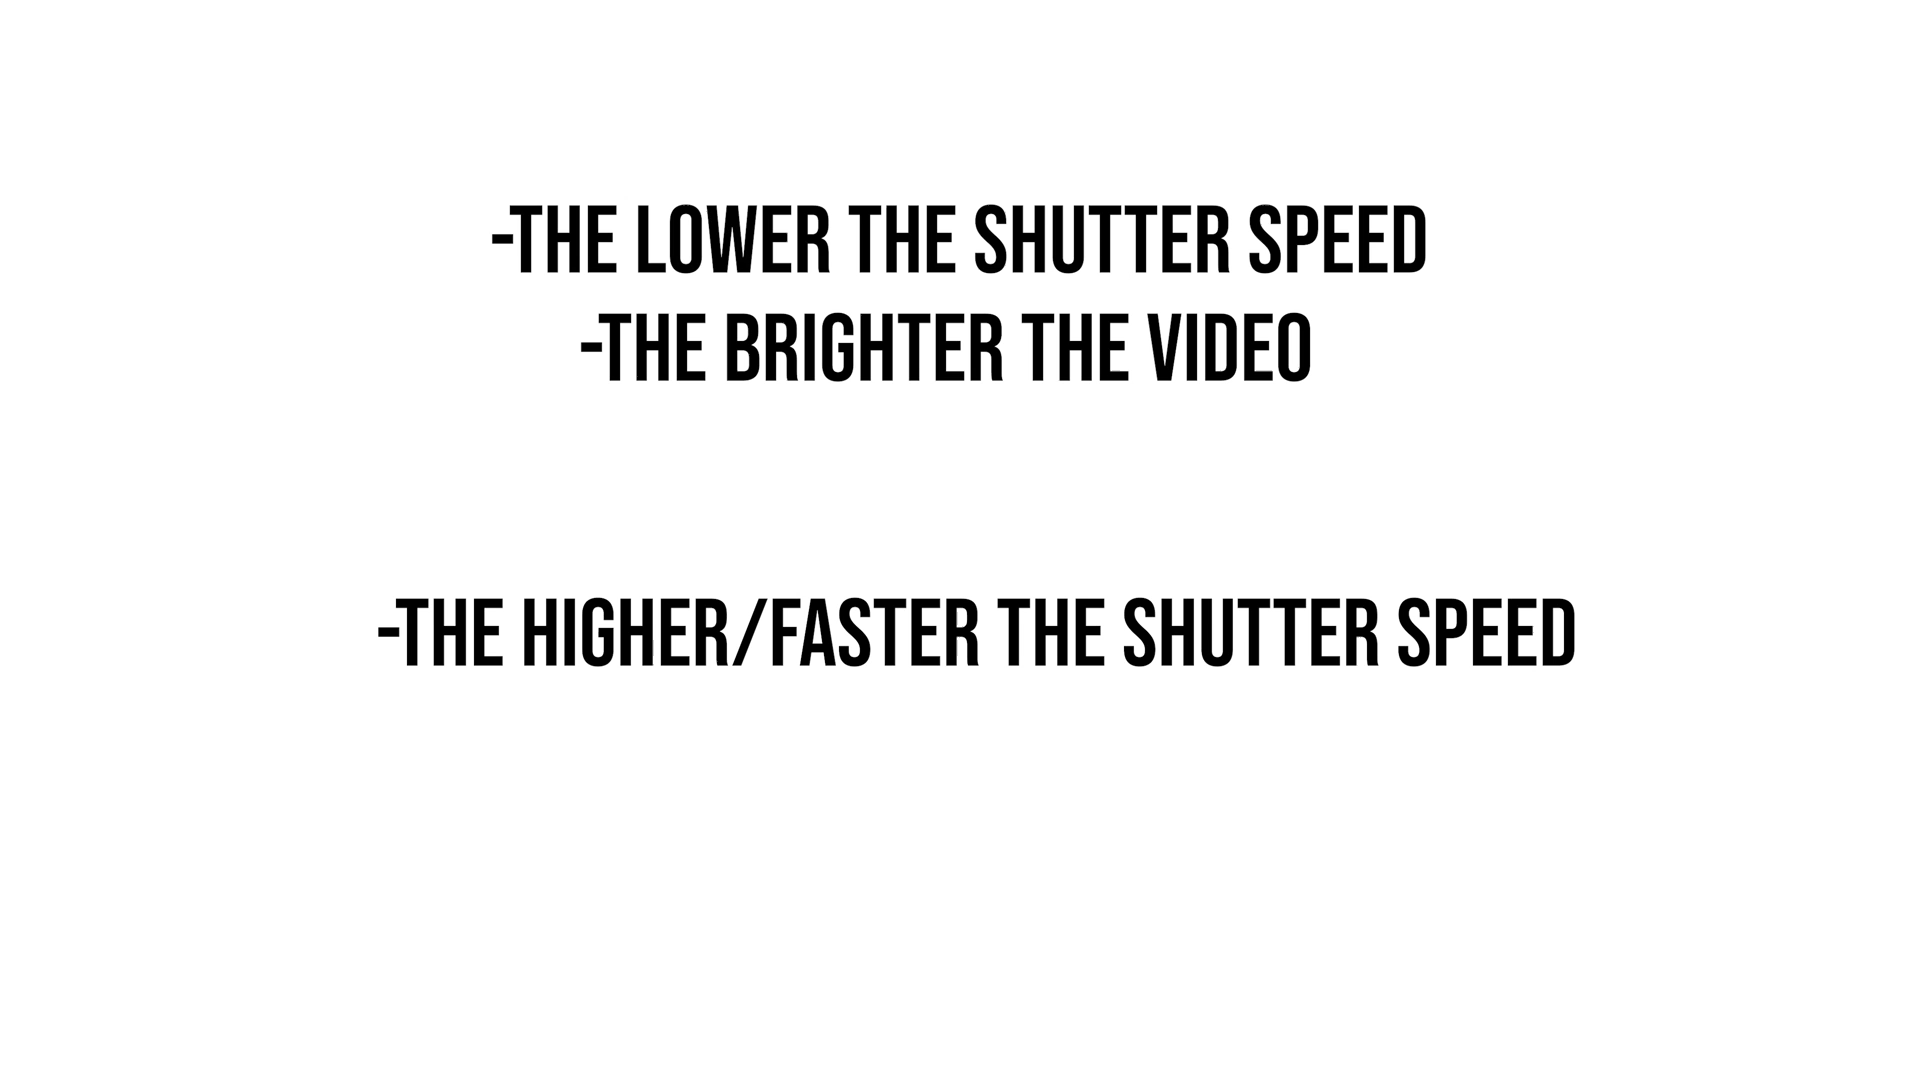 -THE LOWER THE SHUTTER SPEED
-THE BRIGHTER THE VIDEO
-THE HIGHER/FASTER THE SHUTTER SPEED